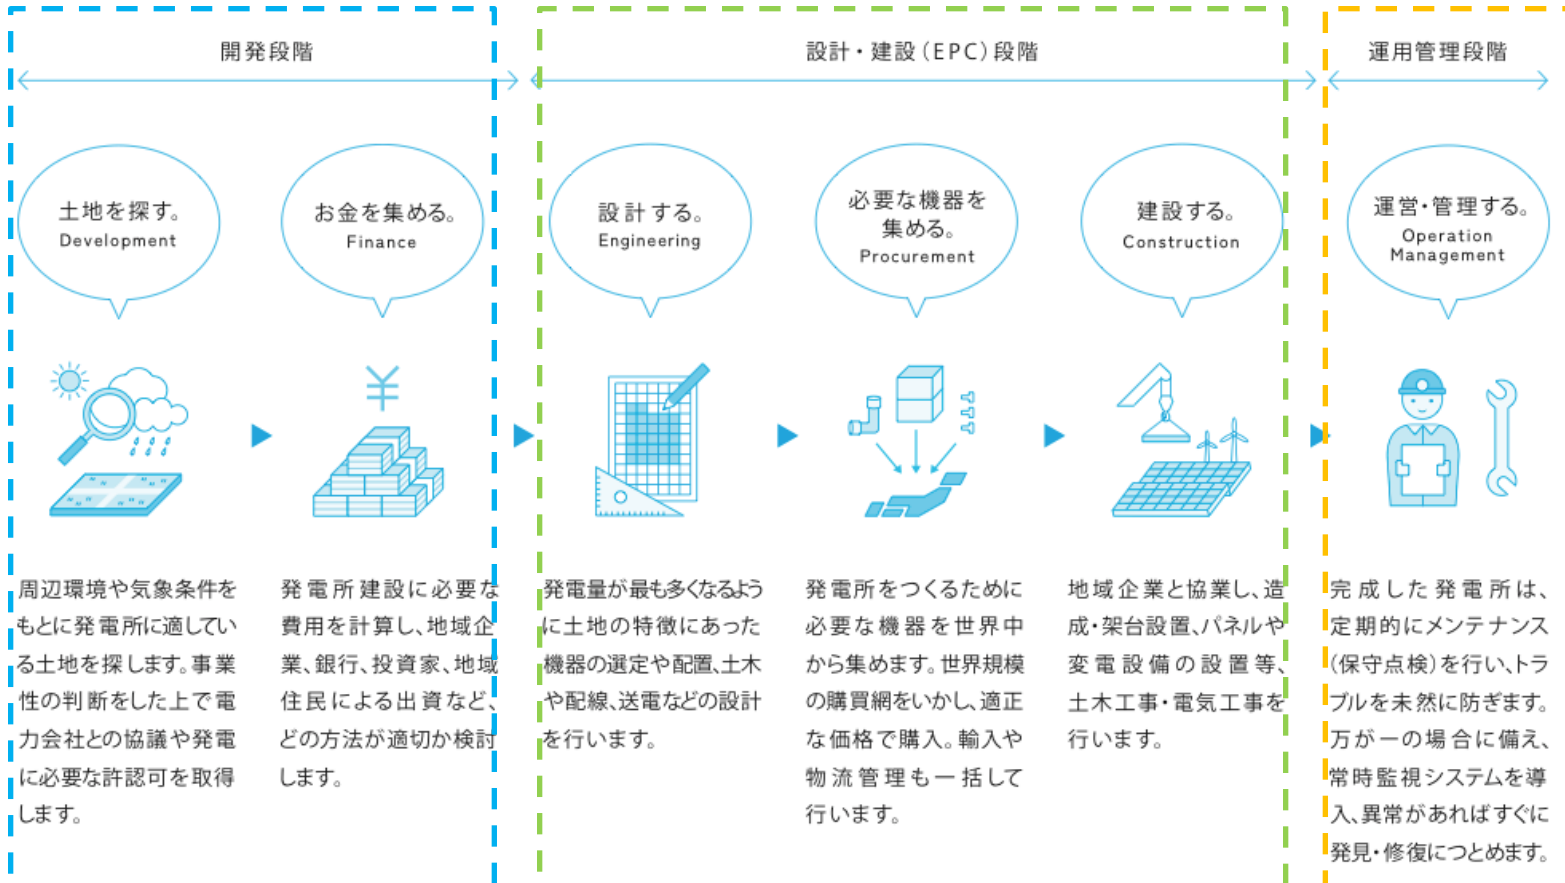 開発段階
設計・建設（EPC）段階
運用管理段階
土地を探す。
Development
お金を集める。
Finance
設計する。
Engineering
必要な機器を
集める。
Procurement
建設する。
Construction
運営・管理する。
Operation
Management
¥
周辺環境や気象条件を
もとに発電所に適してい
る土地を探します。事業
性の判断をした上で電
力会社との協議や発電
に必要な許認可を取得
します。
発電所建設に必要な
費用を計算し、地域企
業、銀行、投資家、地域
住民による出資など、
どの方法が適切か検討
します。
発電量が最も多くなるよう
に土地の特徴にあった
機器の選定や配置、土木
や配線、送電などの設計
を行います。
発電所をつくるために
必要な機器を世界中
から集めます。世界規模
の購買網をいかし、適正
な価格で購入。輸入や
物流管理も一括して
行います。
地域企業と協業し、造
成・架台設置、パネルや
変電設備の設置等、
土木工事・電気工事を
行います。
完成した発電所は、
定期的にメンテナンス
（保守点検）を行い、トラ
ブルを未然に防ぎます。
万が一の場合に備え、
常時監視システムを導
入、異常があればすぐに
発見・修復につとめます。